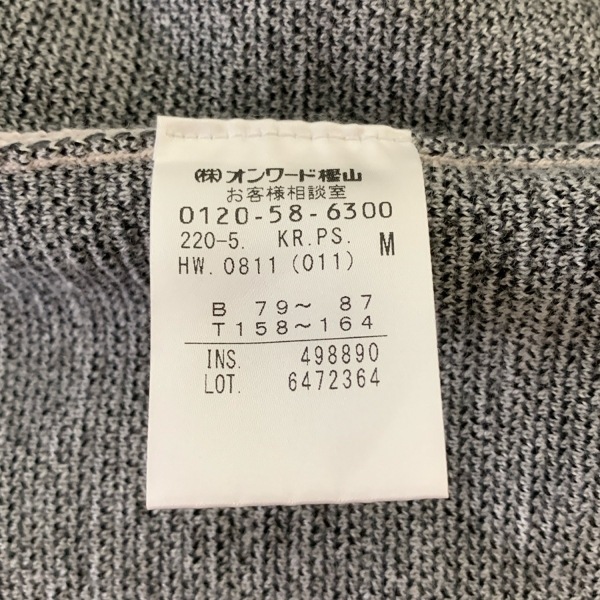 (株)オンワード樫山
お客様相談室
0120-58-6300
220-5. KR.PS. M
HW. 0811 (011)
B 79〜 87
T158〜164
INS. 498890
LOT. 6472364